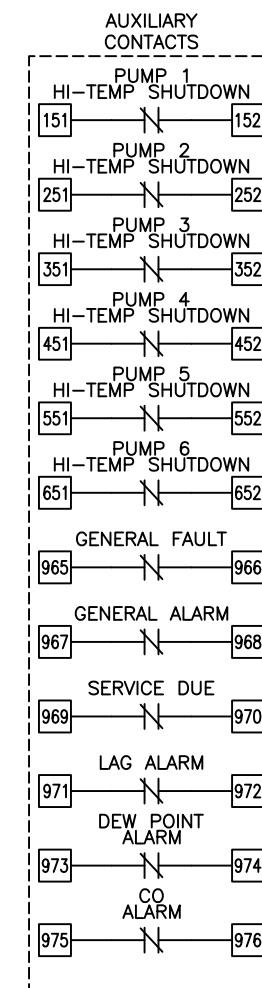 AUXILIARY
CONTACTS
PUMP 1
HI-TEMP SHUTDOWN
151 152
PUMP 2
HI-TEMP SHUTDOWN
251 252
PUMP 3
HI-TEMP SHUTDOWN
351 352
PUMP 4
HI-TEMP SHUTDOWN
451 452
PUMP 5
HI-TEMP SHUTDOWN
551 552
PUMP 6
HI-TEMP SHUTDOWN
651 652
GENERAL FAULT
965 966
GENERAL ALARM
967 968
SERVICE DUE
969 970
LAG ALARM
971 972
DEW POINT
ALARM
973 974
CO
ALARM
975 976